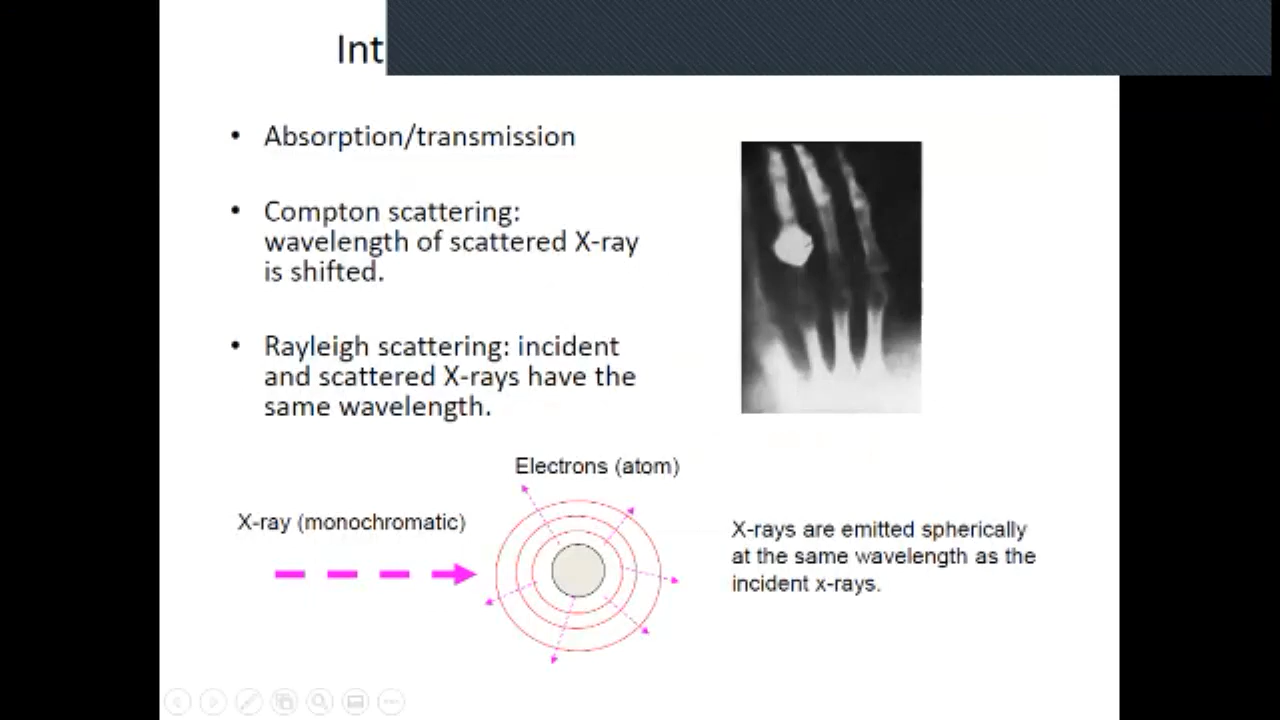 Int
• Absorption/transmission
• Compton scattering:
wavelength of scattered X-ray
is shifted.
• Rayleigh scattering: incident
and scattered X-rays have the
same wavelength.
Electrons (atom)
X-ray (monochromatic)
X-rays are emitted spherically
at the same wavelength as the
incident x-rays.